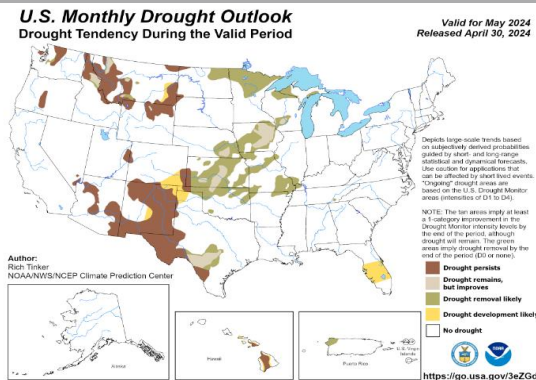 U.S. Monthly Drought Outlook
Drought Tendency During the Valid Period
Valid for May 2024
Released April 30, 2024
Depicts large-scale trends based
on subjectively derived probabilities
guided by short- and long-range
statistical and dynamical forecasts.
Use caution for applications that
can be affected by short lived events.
"Ongoing" drought areas are
based on the U.S. Drought Monitor
areas (intensities of D1 to D4).
NOTE: The tan areas imply at least
a 1-category improvement in the
Drought Monitor intensity levels by
the end of the period, although
drought will remain. The green
areas imply drought removal by the
end of the period (D0 or none).
Author:
Rich Tinker
NOAA/NWS/NCEP Climate Prediction Center
Drought persists
Drought remains,
but improves
Drought removal likely
Drought development likely
No drought
Alaska
Hawaii
Puerto Rico
U.S. Virgin
Islands
https://go.usa.gov/3eZGd